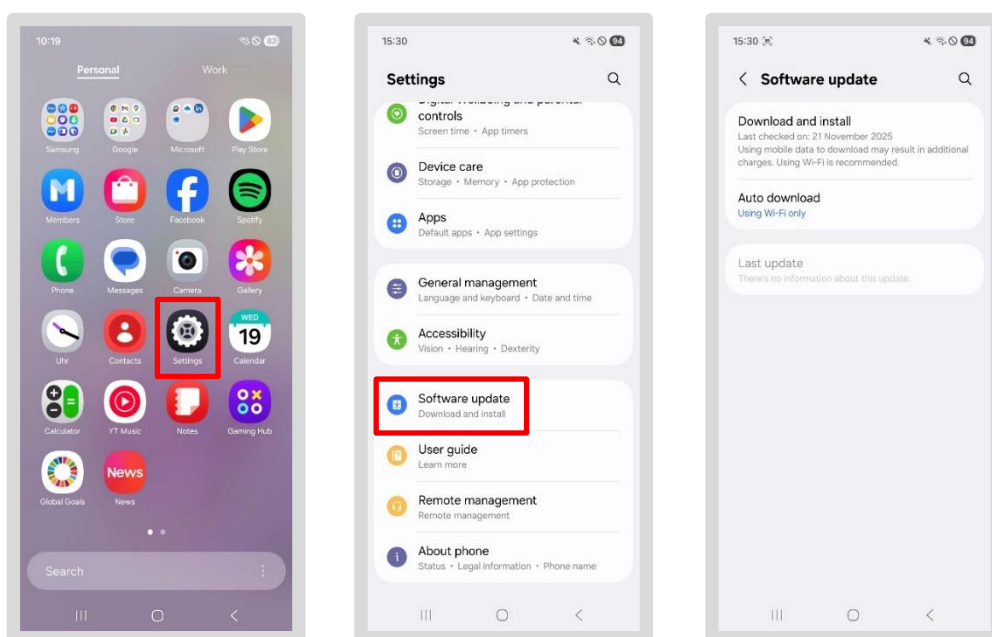 10:19
82
Personal Work
Samsung Google Microsoft Play Store
Members Store Facebook Spotify
Phone Messages Camera Gallery
WED
19
Uhr Contacts Settings Calendar
Calculator YT Music Notes Gaming Hub
News
Global Goals News
Search
15:30
94
Settings
Digital Wellbeing and parental
controls
Screen time • App timers
Device care
Storage • Memory • App protection
Apps
Default apps • App settings
General management
Language and keyboard • Date and time
Accessibility
Vision • Hearing • Dexterity
Software update
Download and install
User guide
Learn more
Remote management
Remote management
About phone
Status • Legal information • Phone name
15:30
94
Software update
Download and install
Last checked on: 21 November 2025
Using mobile data to download may result in additional
charges. Using Wi-Fi is recommended.
Auto download
Using Wi-Fi only
Last update
There's no information about this update.